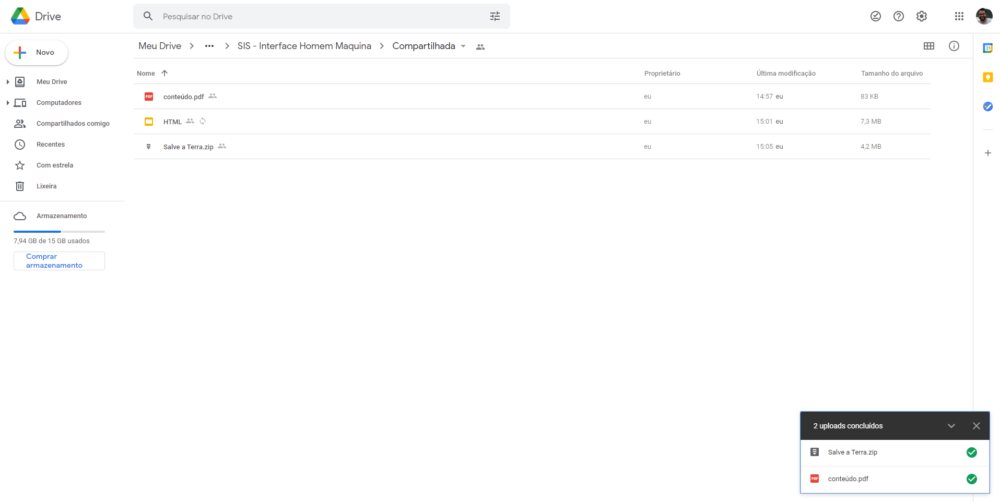 Drive
Pesquisar no Drive
Novo
Meu Drive
Computadores
Compartilhados comigo
Recentes
Com estrela
Lixeira
Armazenamento
7,94 GB de 15 GB usados
Comprar
armazenamento
Meu Drive ••• SIS - Interface Homem Maquina Compartilhada
Nome Proprietário Última modificação Tamanho do arquivo
PDF conteúdo.pdf eu 14:57 eu 83 KB
HTML eu 15:01 eu 7,3 MB
Salve a Terra.zip eu 15:05 eu 4,2 MB
31
2 uploads concluídos
Salve a Terra.zip
PDF conteúdo.pdf